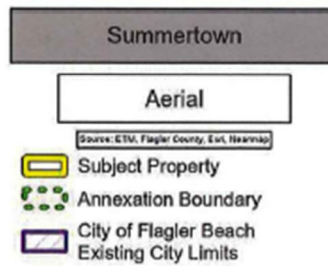 Summertown
Aerial
Source: ETM, Flagler County, Esri, Nearmap
Subject Property
Annexation Boundary
City of Flagler Beach
Existing City Limits